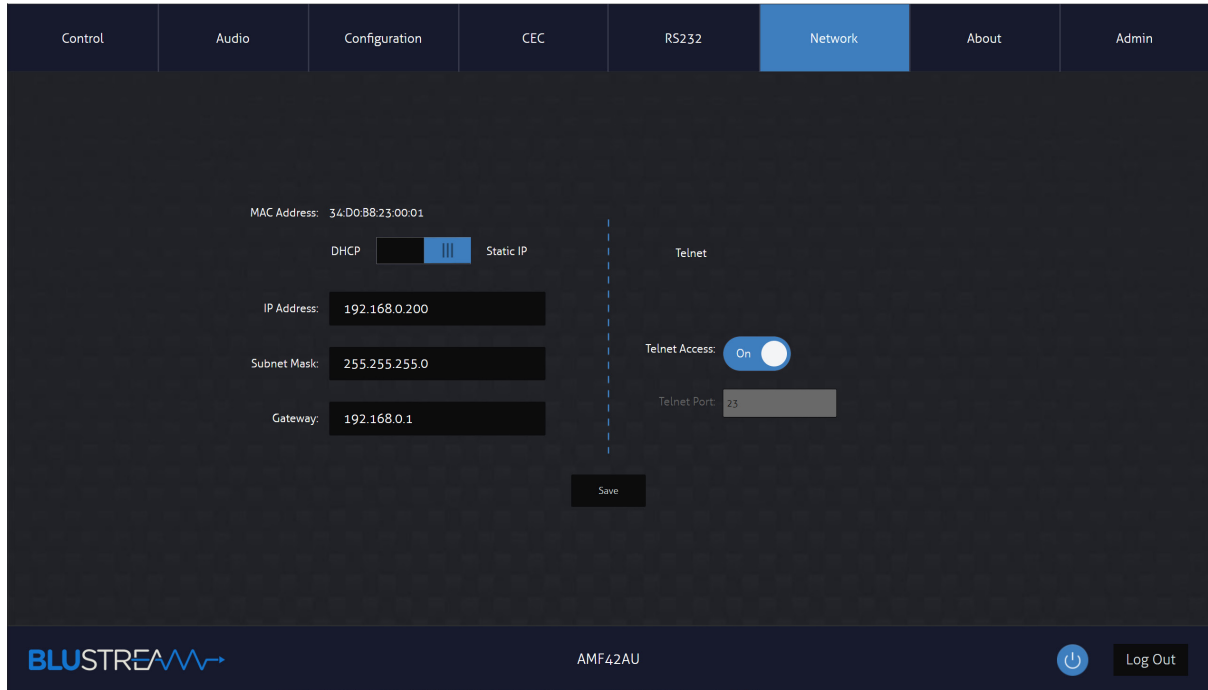 Control Audio Configuration CEC RS232 Network About Admin
MAC Address: 34:D0:B8:23:00:01
DHCP Static IP
IP Address: 192.168.0.200
Subnet Mask: 255.255.255.0
Gateway: 192.168.0.1
Telnet
Telnet Access: On
Telnet Port: 23
Save
BLUSTREAM AMF42AU Log Out